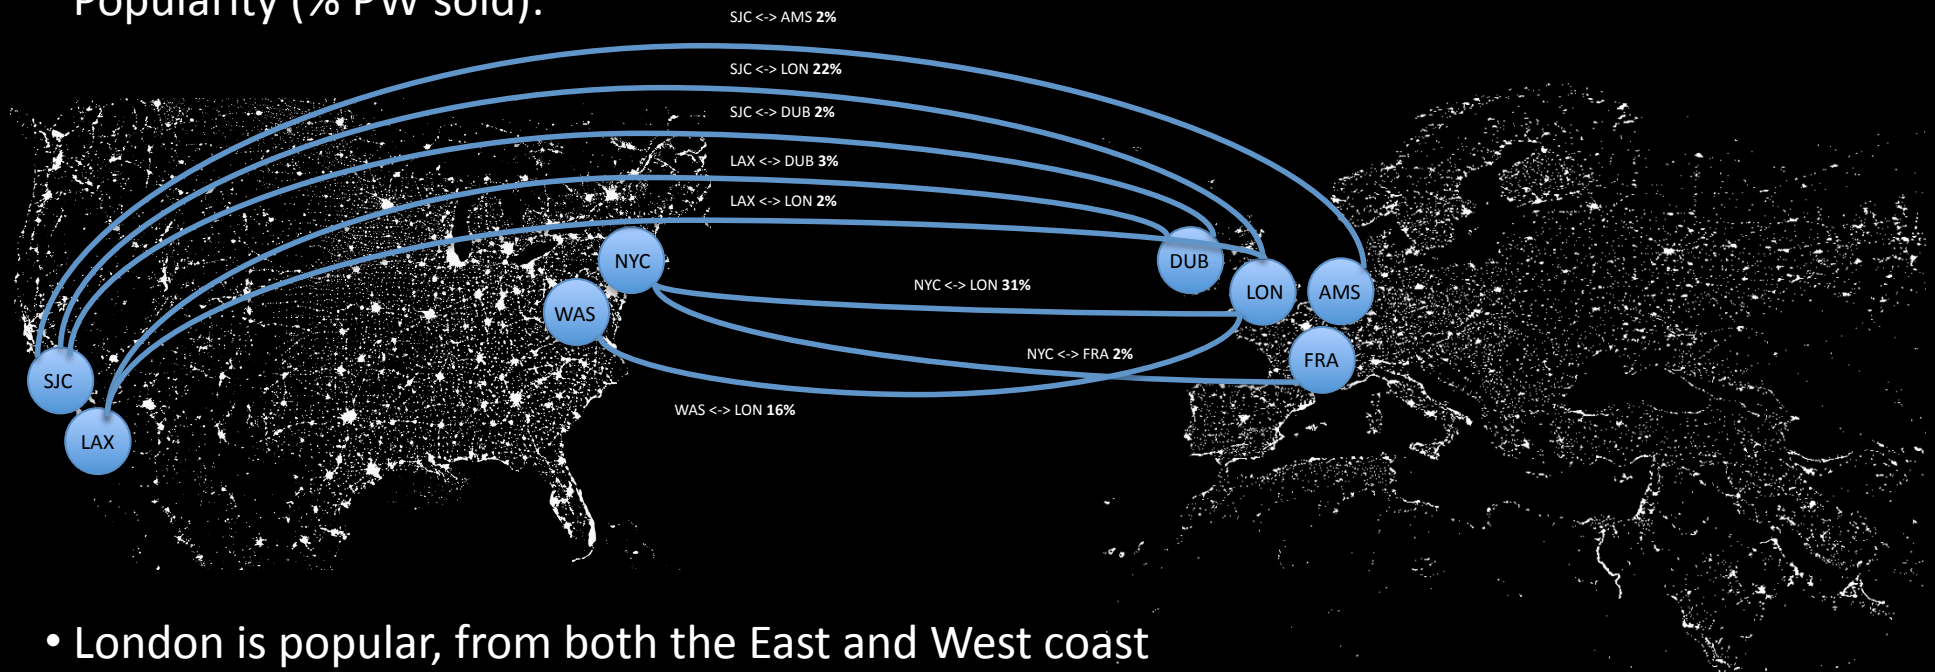 Popularity (% PW sold):
SJC <-> AMS 2%
SJC <-> LON 22%
SJC <-> DUB 2%
LAX <-> DUB 3%
LAX <-> LON 2%
NYC
DUB
WAS
NYC <-> LON 31%
LON
AMS
NYC <-> FRA 2%
FRA
SJC
WAS <-> LON 16%
LAX
• London is popular, from both the East and West coast